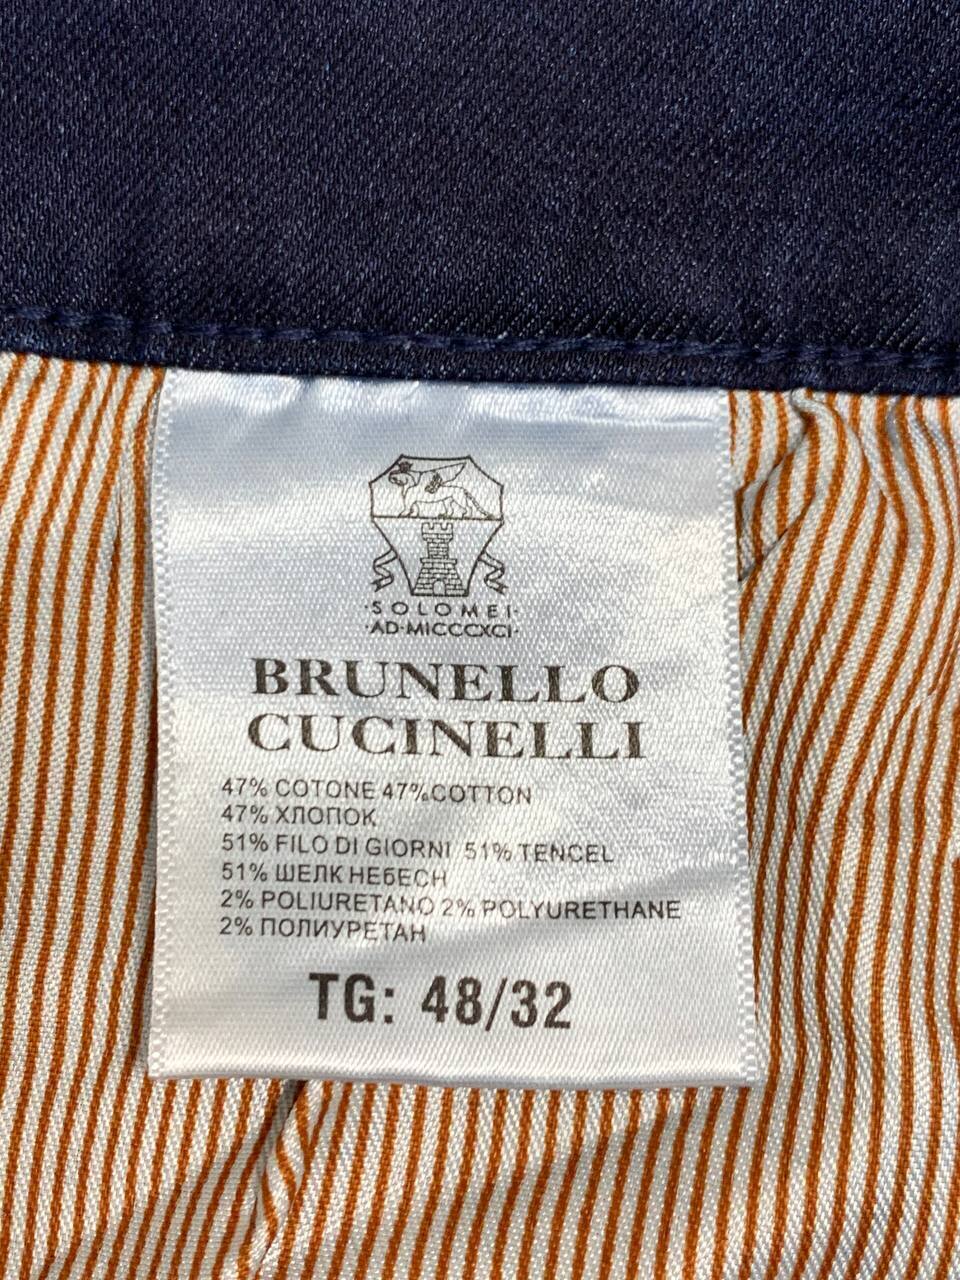 ·SOLOMEI·
·AD·MICCCXCI·
BRUNELLO
CUCINELLI
47% COTONE 47%COTTON
47% ХЛОПОК
51% FILO DI GIORNI 51% TENCEL
51% ШЕЛК НЕБЕСН
2% POLIURETANO 2% POLYURETHANE
2% ПОЛИУРЕТАН
TG: 48/32